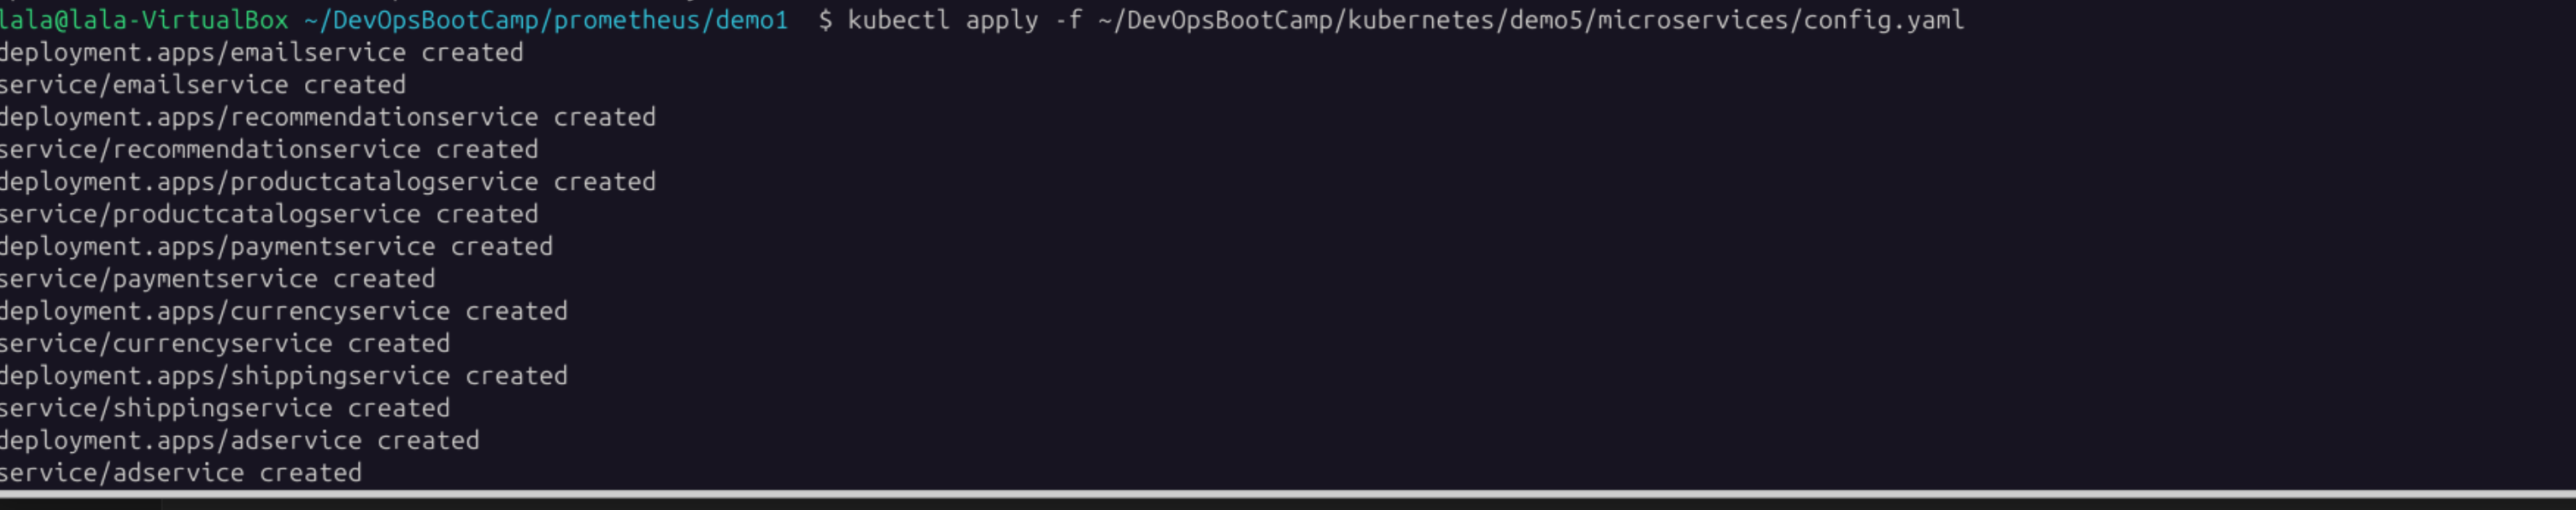 lala@lala-VirtualBox ~/DevOpsBootCamp/prometheus/demo1 $ kubectl apply -f ~/DevOpsBootCamp/kubernetes/demo5/microservices/config.yaml
deployment.apps/emailservice created
service/emailservice created
deployment.apps/recommendationservice created
service/recommendationservice created
deployment.apps/productcatalogservice created
service/productcatalogservice created
deployment.apps/paymentservice created
service/paymentservice created
deployment.apps/currencyservice created
service/currencyservice created
deployment.apps/shippingservice created
service/shippingservice created
deployment.apps/adservice created
service/adservice created